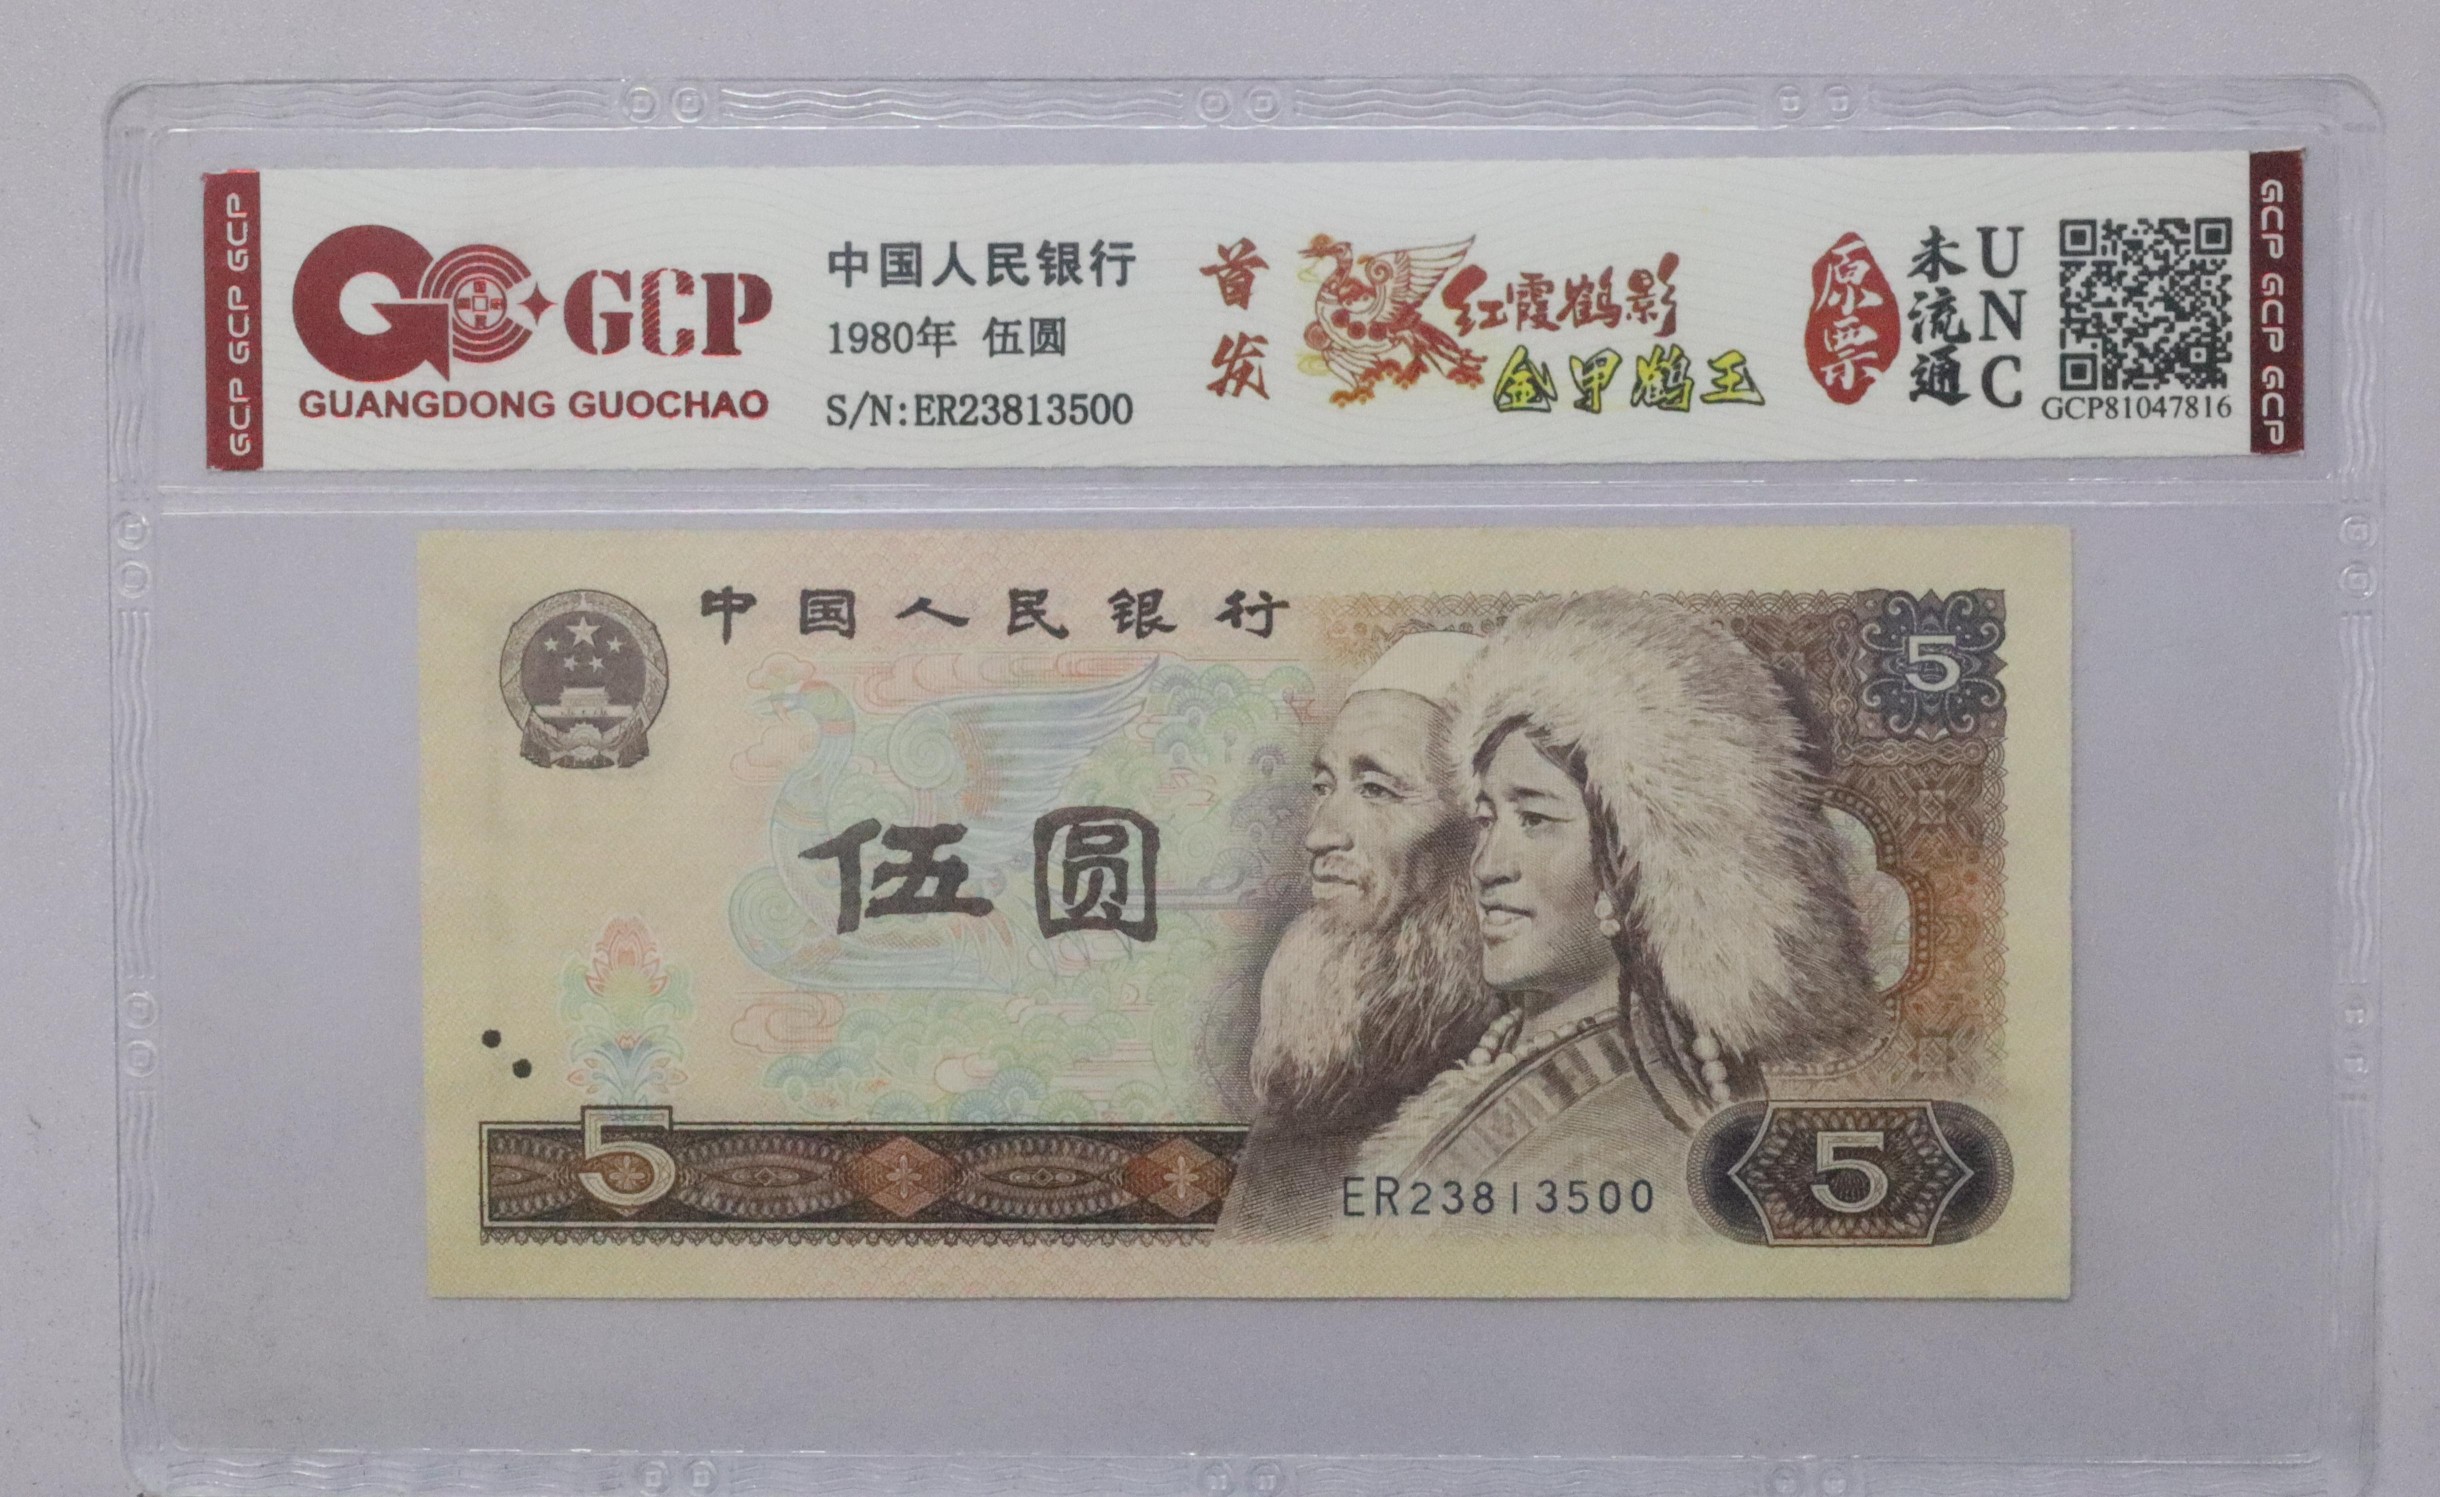 GCP GCP GCP
GCP
GUANGDONG GUOCHAO
中国人民银行
1980年 伍圆
S/N:ER23813500
首发
红霞鹤影
金甲鹤王
原票
未流通
UNC
GCP81047816
GCP GCP GCP
中国人民银行
5
伍圆
5
ER23813500
5